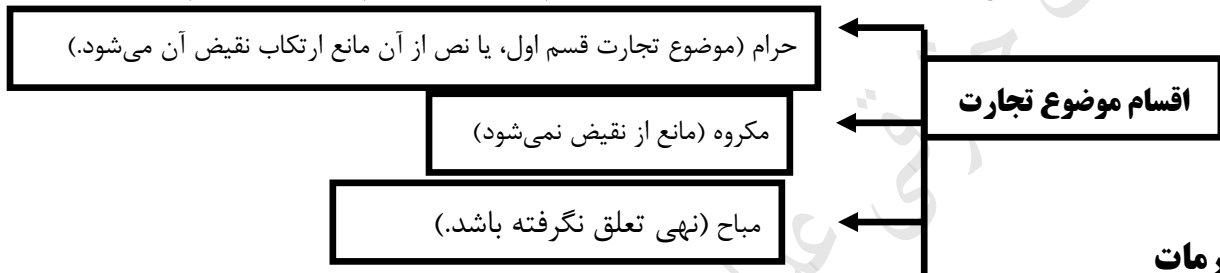 حرام (موضوع تجارت قسم اول، یا نص از آن مانع ارتکاب نقیض آن می‌شود.)
اقسام موضوع تجارت
مکروه (مانع از نقیض نمی‌شود)
مباح (نهی تعلق نگرفته باشد.)